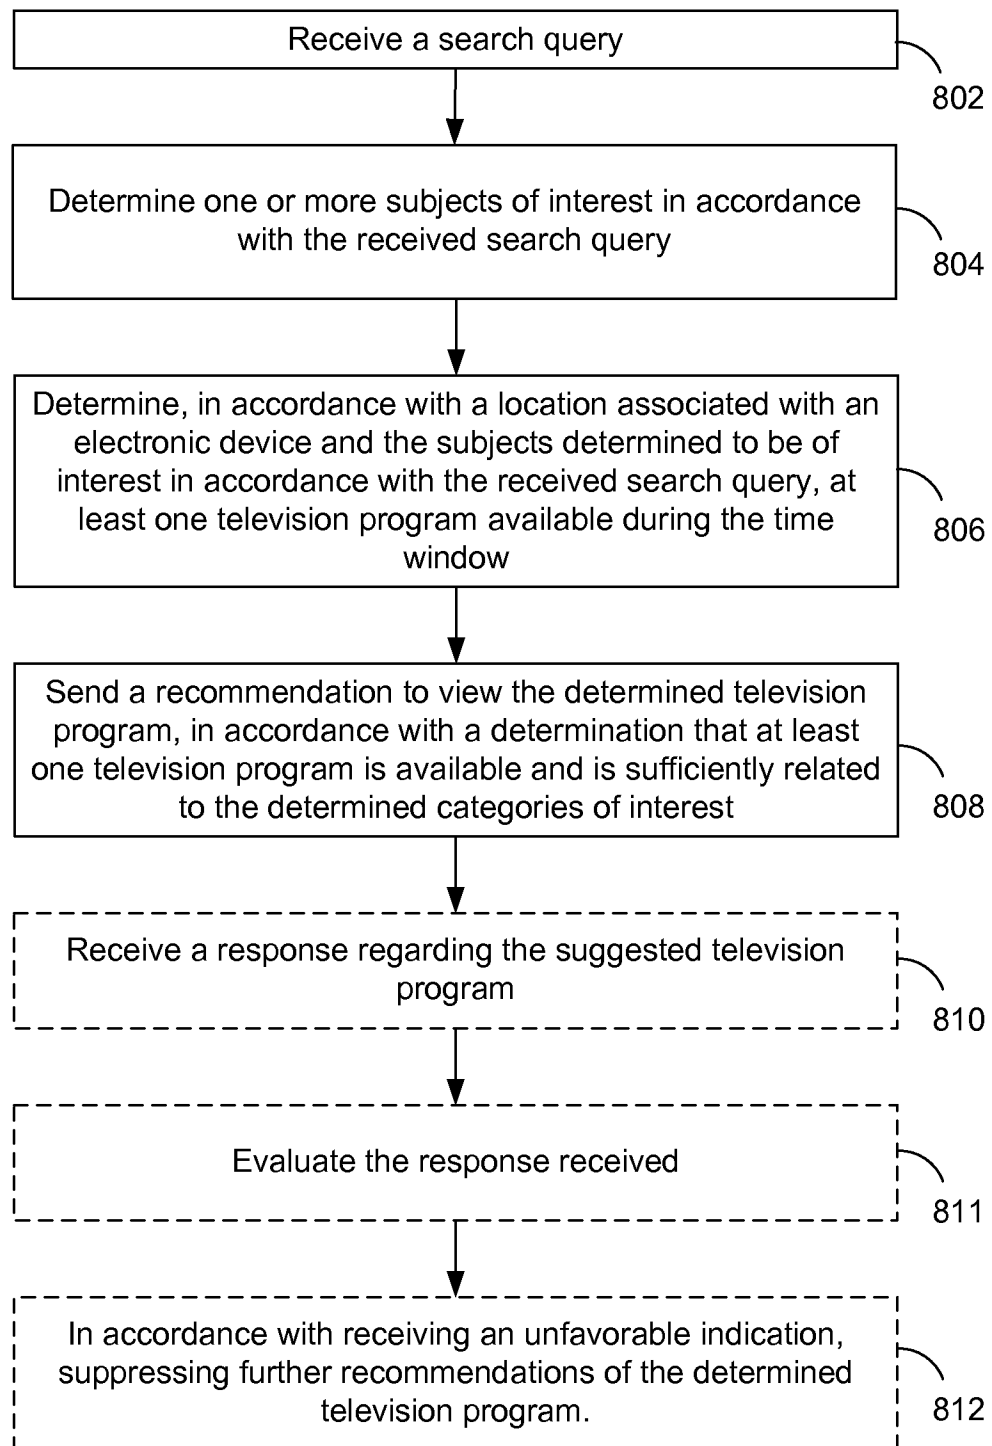 Receive a search query
802
Determine one or more subjects of interest in accordance
with the received search query
804
Determine, in accordance with a location associated with an
electronic device and the subjects determined to be of
interest in accordance with the received search query, at
least one television program available during the time
window
806
Send a recommendation to view the determined television
program, in accordance with a determination that at least
one television program is available and is sufficiently related
to the determined categories of interest
808
Receive a response regarding the suggested television
program
810
Evaluate the response received
811
In accordance with receiving an unfavorable indication,
suppressing further recommendations of the determined
television program.
812